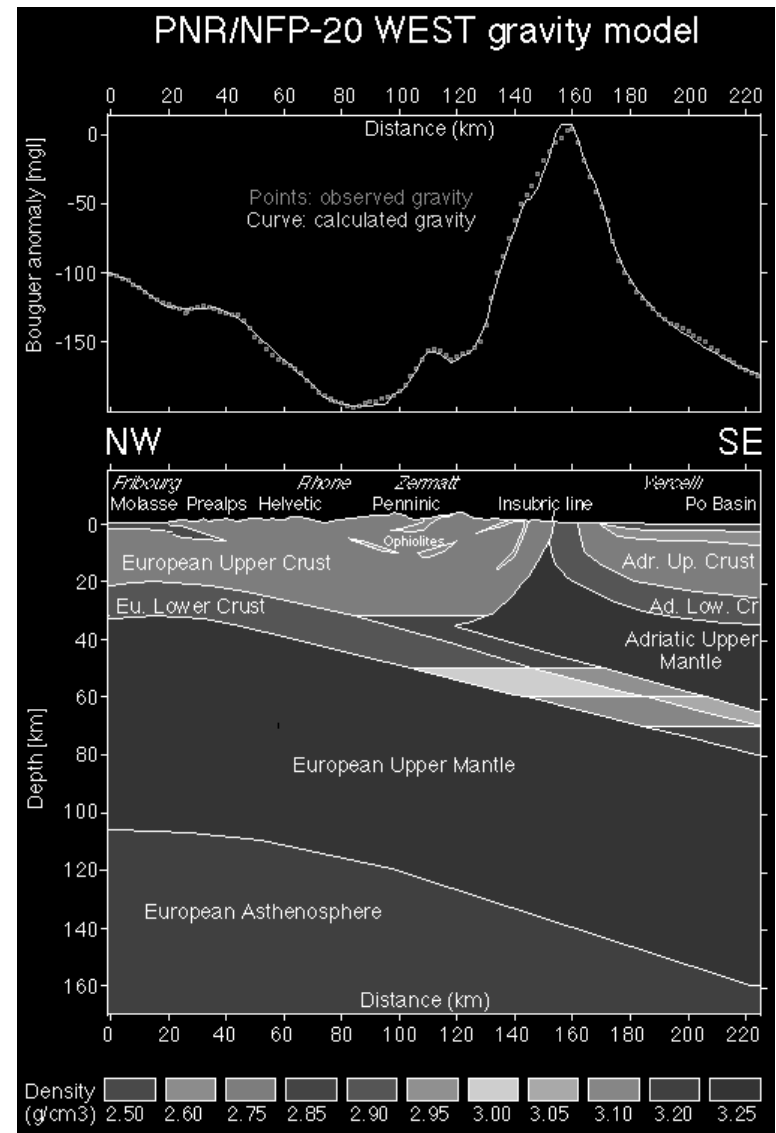 PNR/NFP-20 WEST gravity model
0 20 40 60 80 100 120 140 160 180 200 220
Distance (km)
Bouguer anomaly [mgl]
0
-50
-100
-150
Points: observed gravity
Curve: calculated gravity
NW SE
Fribourg Rhone Zermatt Vercelli
Molasse Prealps Helvetic Penninic Insubric line Po Basin
Depth [km]
0
20
40
60
80
100
120
140
160
Ophiolites
European Upper Crust
Adr. Up. Crust
Eu. Lower Crust
Ad. Low. Cr
Adriatic Upper
Mantle
European Upper Mantle
European Asthenosphere
Distance (km)
0 20 40 60 80 100 120 140 160 180 200 220
Density
(g/cm3) 2.50 2.60 2.75 2.85 2.90 2.95 3.00 3.05 3.10 3.20 3.25